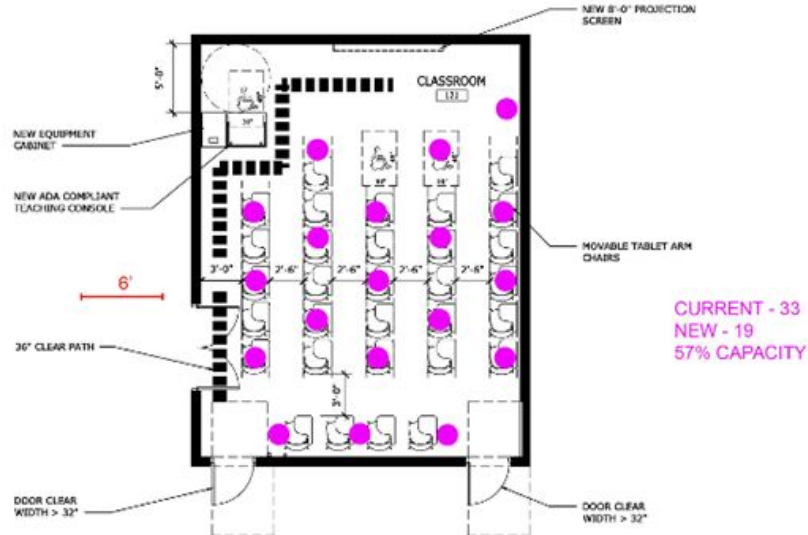 NEW 8'-0" PROJECTION
SCREEN
CLASSROOM
121
5'-0"
NEW EQUIPMENT
CABINET
NEW ADA COMPLIANT
TEACHING CONSOLE
MOVABLE TABLET ARM
CHAIRS
3'-0"
2'-6"
2'-6"
2'-6"
2'-6"
6'
CURRENT - 33
NEW - 19
57% CAPACITY
36" CLEAR PATH
3'-0"
DOOR CLEAR
WIDTH > 32"
DOOR CLEAR
WIDTH > 32"